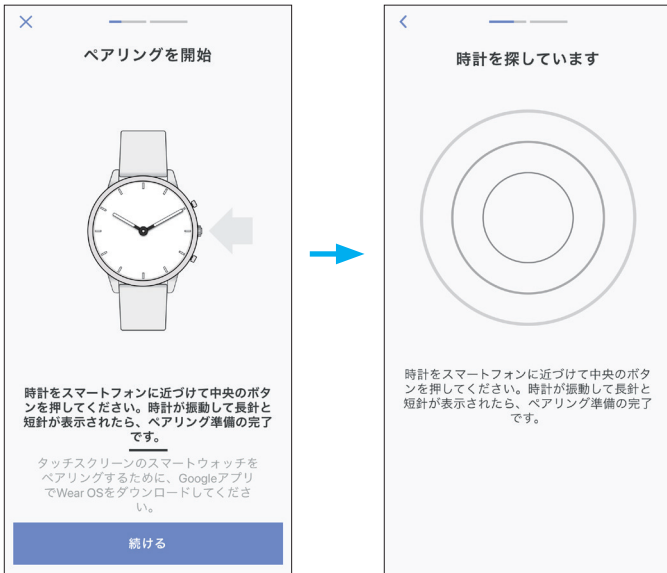 ペアリングを開始
時計をスマートフォンに近づけて中央のボタ
ンを押してください。時計が振動して長針と
短針が表示されたら、ペアリング準備の完了
です。
タッチスクリーンのスマートウォッチを
ペアリングするために、Googleアプリ
でWear OSをダウンロードしてくださ
い。
続ける
時計を探しています
時計をスマートフォンに近づけて中央のボタ
ンを押してください。時計が振動して長針と
短針が表示されたら、ペアリング準備の完了
です。